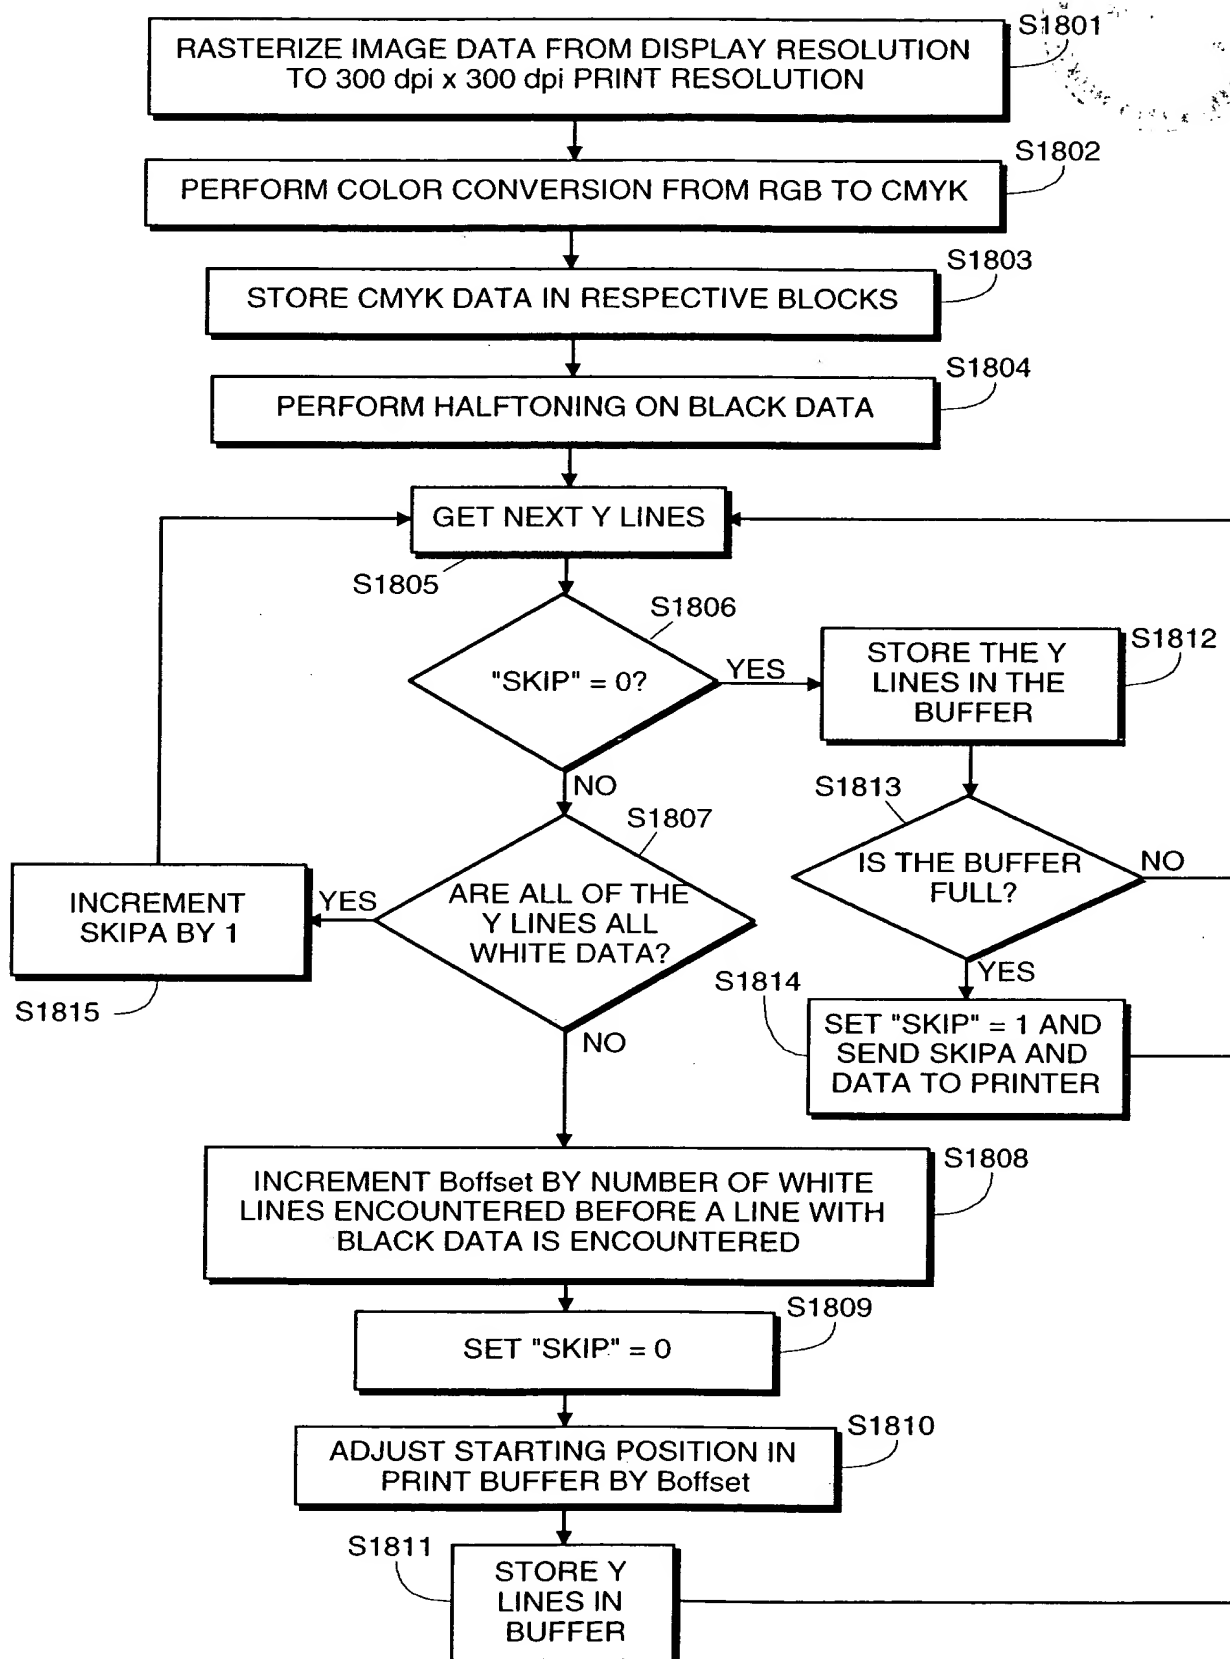 S1801
RASTERIZE IMAGE DATA FROM DISPLAY RESOLUTION
TO 300 dpi x 300 dpi PRINT RESOLUTION
S1802
PERFORM COLOR CONVERSION FROM RGB TO CMYK
S1803
STORE CMYK DATA IN RESPECTIVE BLOCKS
S1804
PERFORM HALFTONING ON BLACK DATA
GET NEXT Y LINES
S1805
S1806
"SKIP" = 0?
YES
NO
S1812
STORE THE Y
LINES IN THE
BUFFER
S1813
IS THE BUFFER
FULL?
NO
YES
S1807
ARE ALL OF THE
Y LINES ALL
WHITE DATA?
YES
NO
INCREMENT
SKIPA BY 1
S1815
S1814
SET "SKIP" = 1 AND
SEND SKIPA AND
DATA TO PRINTER
S1808
INCREMENT Boffset BY NUMBER OF WHITE
LINES ENCOUNTERED BEFORE A LINE WITH
BLACK DATA IS ENCOUNTERED
S1809
SET "SKIP" = 0
S1810
ADJUST STARTING POSITION IN
PRINT BUFFER BY Boffset
S1811
STORE Y
LINES IN
BUFFER